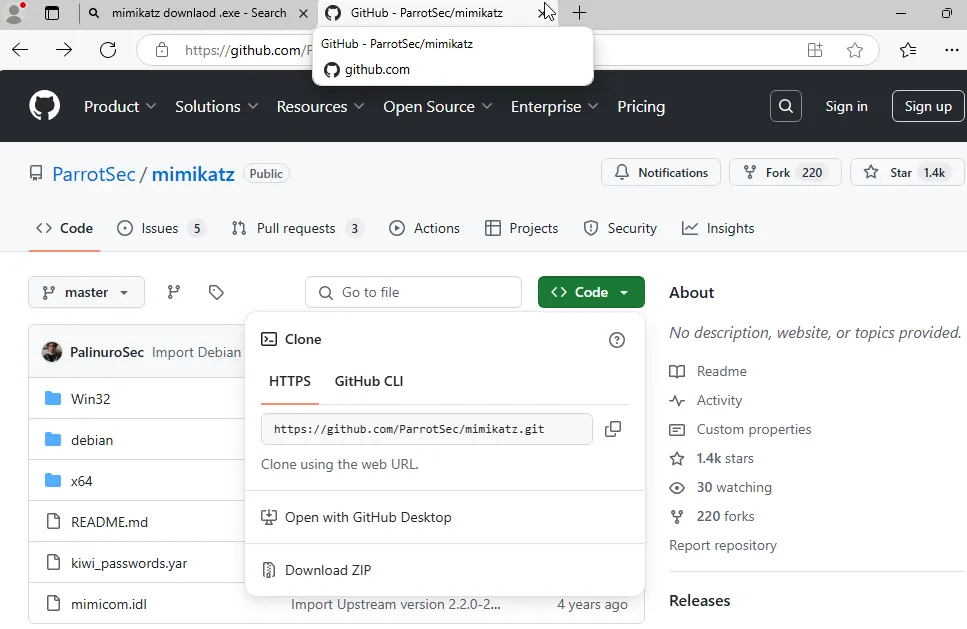 mimikatz downlaod .exe - Search
GitHub - ParrotSec/mimikatz
https://github.com/P
GitHub - ParrotSec/mimikatz
github.com
Product
Solutions
Resources
Open Source
Enterprise
Pricing
Sign in
Sign up
ParrotSec / mimikatz Public
Notifications
Fork 220
Star 1.4k
Code
Issues 5
Pull requests 3
Actions
Projects
Security
Insights
master
Go to file
Code
About
No description, website, or topics provided.
Readme
Activity
Custom properties
1.4k stars
30 watching
220 forks
Report repository
Releases
PalinuroSec Import Debian
Win32
debian
x64
README.md
kiwi_passwords.yar
mimicom.idl
Import Upstream version 2.2.0-2...
4 years ago
Clone
HTTPS
GitHub CLI
https://github.com/ParrotSec/mimikatz.git
Clone using the web URL.
Open with GitHub Desktop
Download ZIP